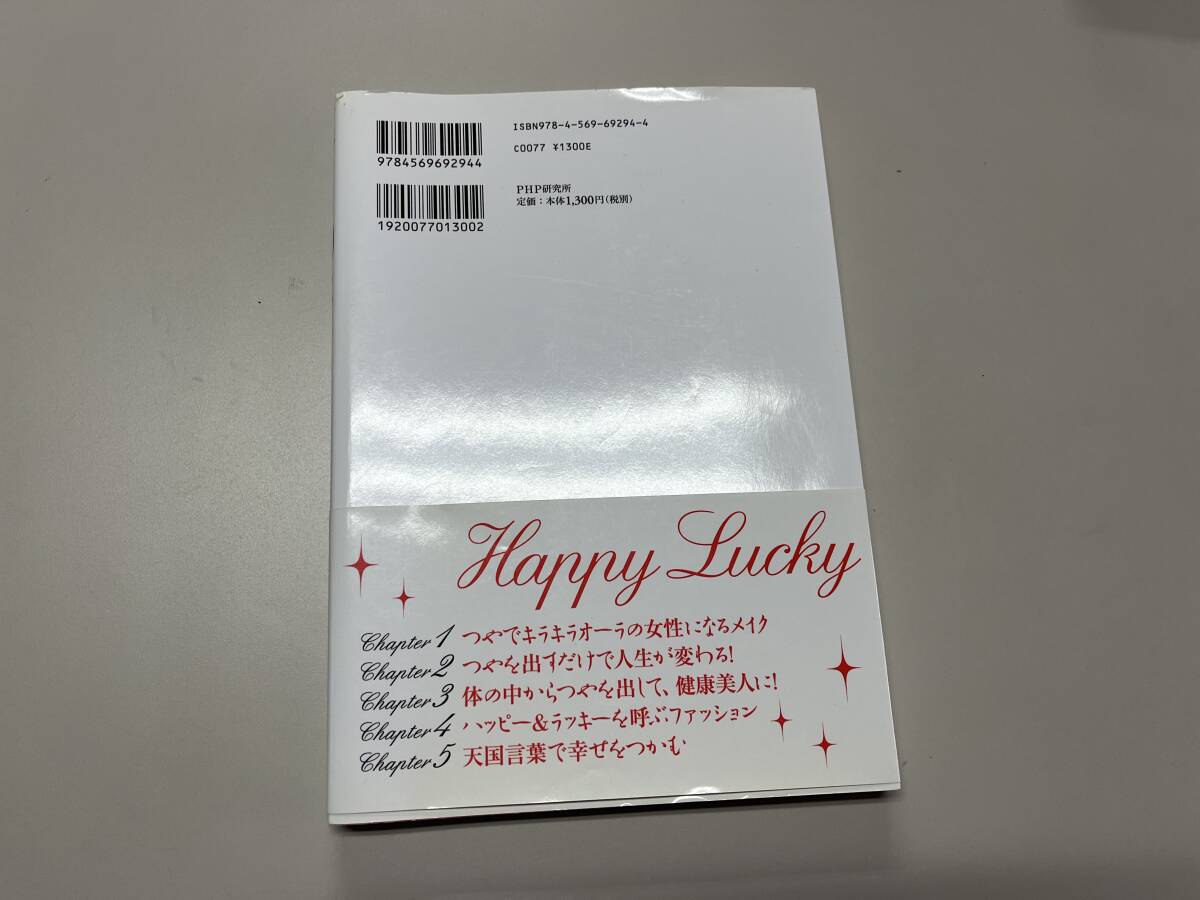 ISBN978-4-569-69294-4
9784569692944
C0077 ¥1300E
PHP研究所
定価：本体1,300円（税別）
1920077013002
Happy Lucky
Chapter 1 つやでキラキラオーラの女性になるメイク
Chapter 2 つやを出すだけで人生が変わる！
Chapter 3 体の中からつやを出して、健康美人に！
Chapter 4 ハッピー＆ラッキーを呼ぶファッション
Chapter 5 天国言葉で幸せをつかむ